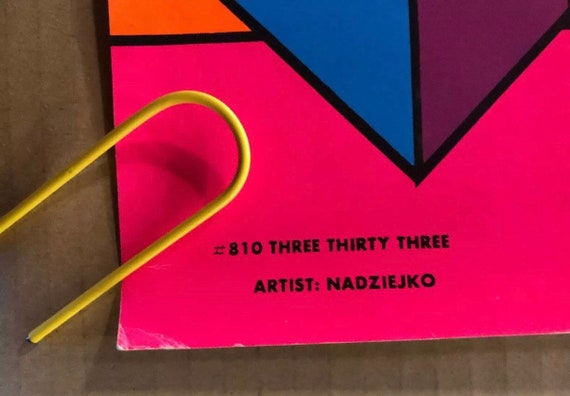 #810 THREE THIRTY THREE
ARTIST: NADZIEJKO